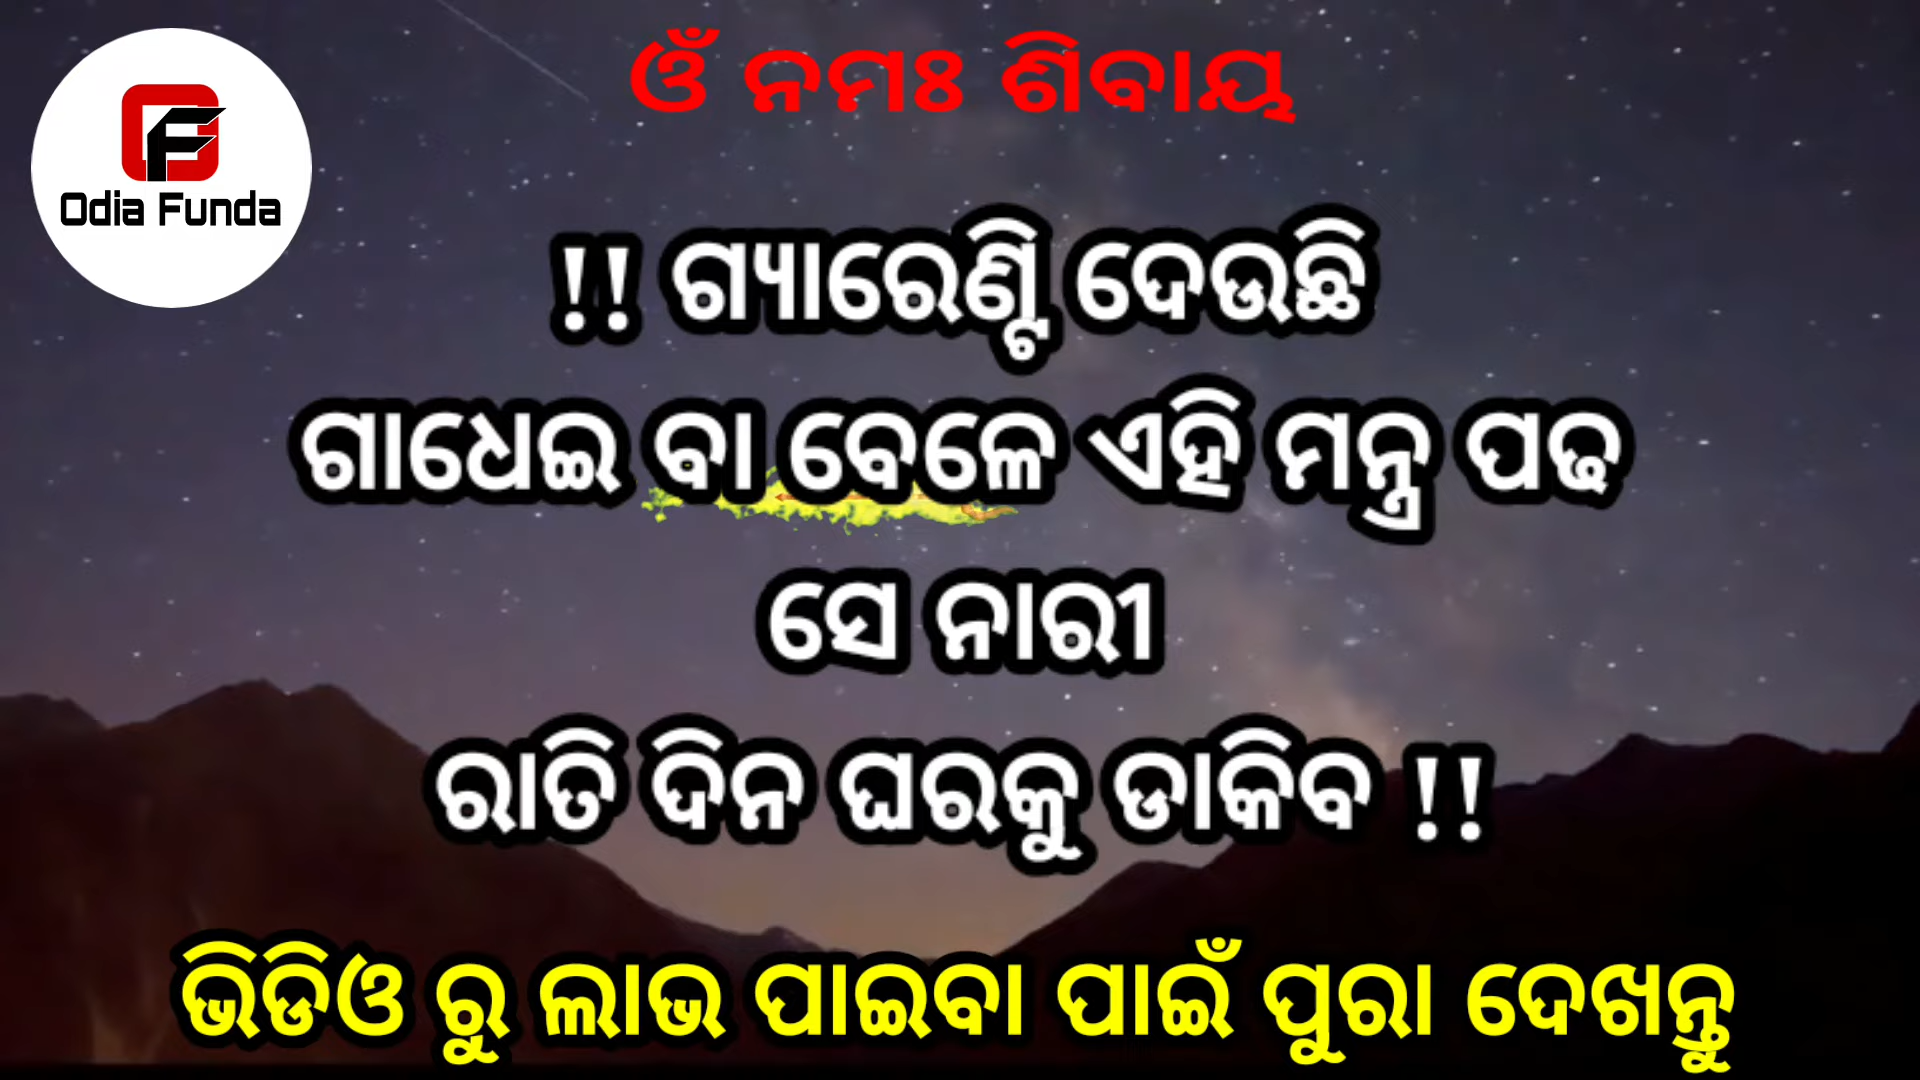 ଓଁ ନମଃ ଶିବାୟ
Odia Funda
!! ଗ୍ୟାରେଣ୍ଟି ଦେଉଛି
ଗାଧେଇ ବା ବେଳେ ଏହି ମନ୍ତ୍ର ପଢ
ସେ ନାରୀ
ରାତି ଦିନ ଘରକୁ ଡାକିବ !!
ଭିଡିଓ ରୁ ଲାଭ ପାଇବା ପାଇଁ ପୁରା ଦେଖନ୍ତୁ